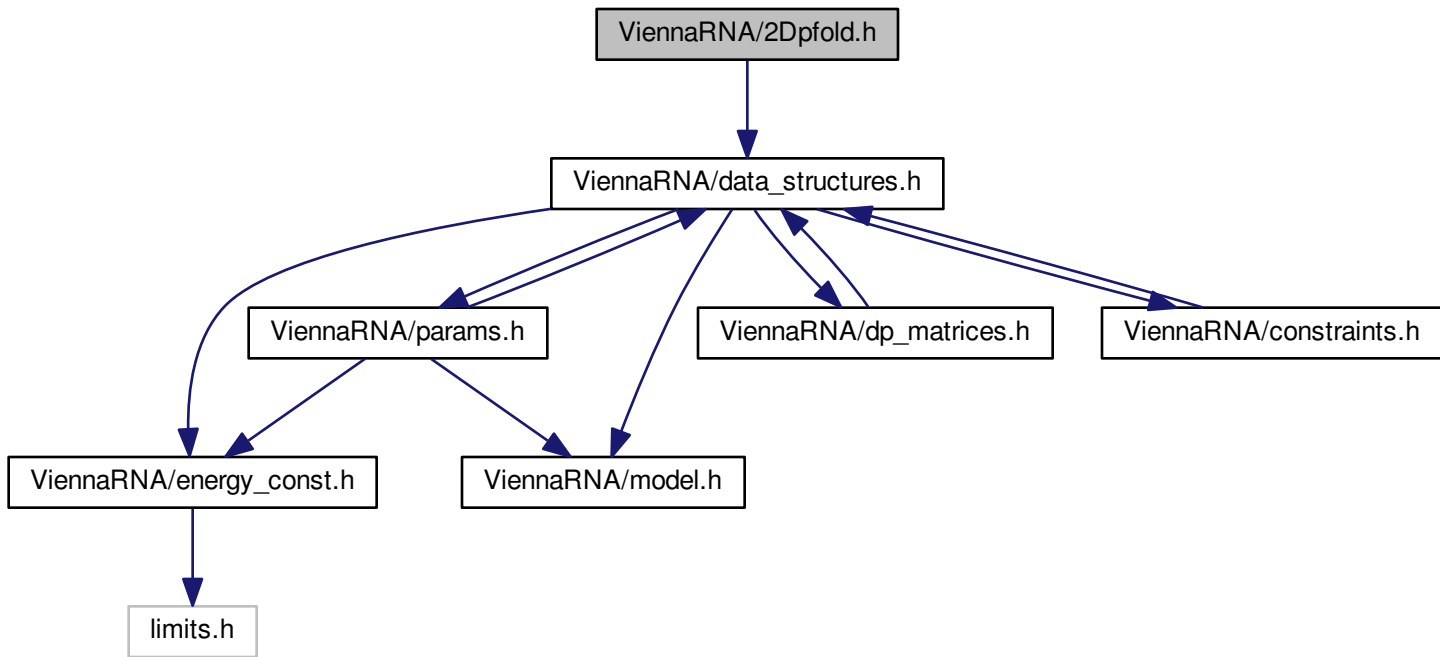 ViennaRNA/2Dpfold.h
ViennaRNA/data_structures.h
ViennaRNA/params.h
ViennaRNA/dp_matrices.h
ViennaRNA/constraints.h
ViennaRNA/energy_const.h
ViennaRNA/model.h
limits.h